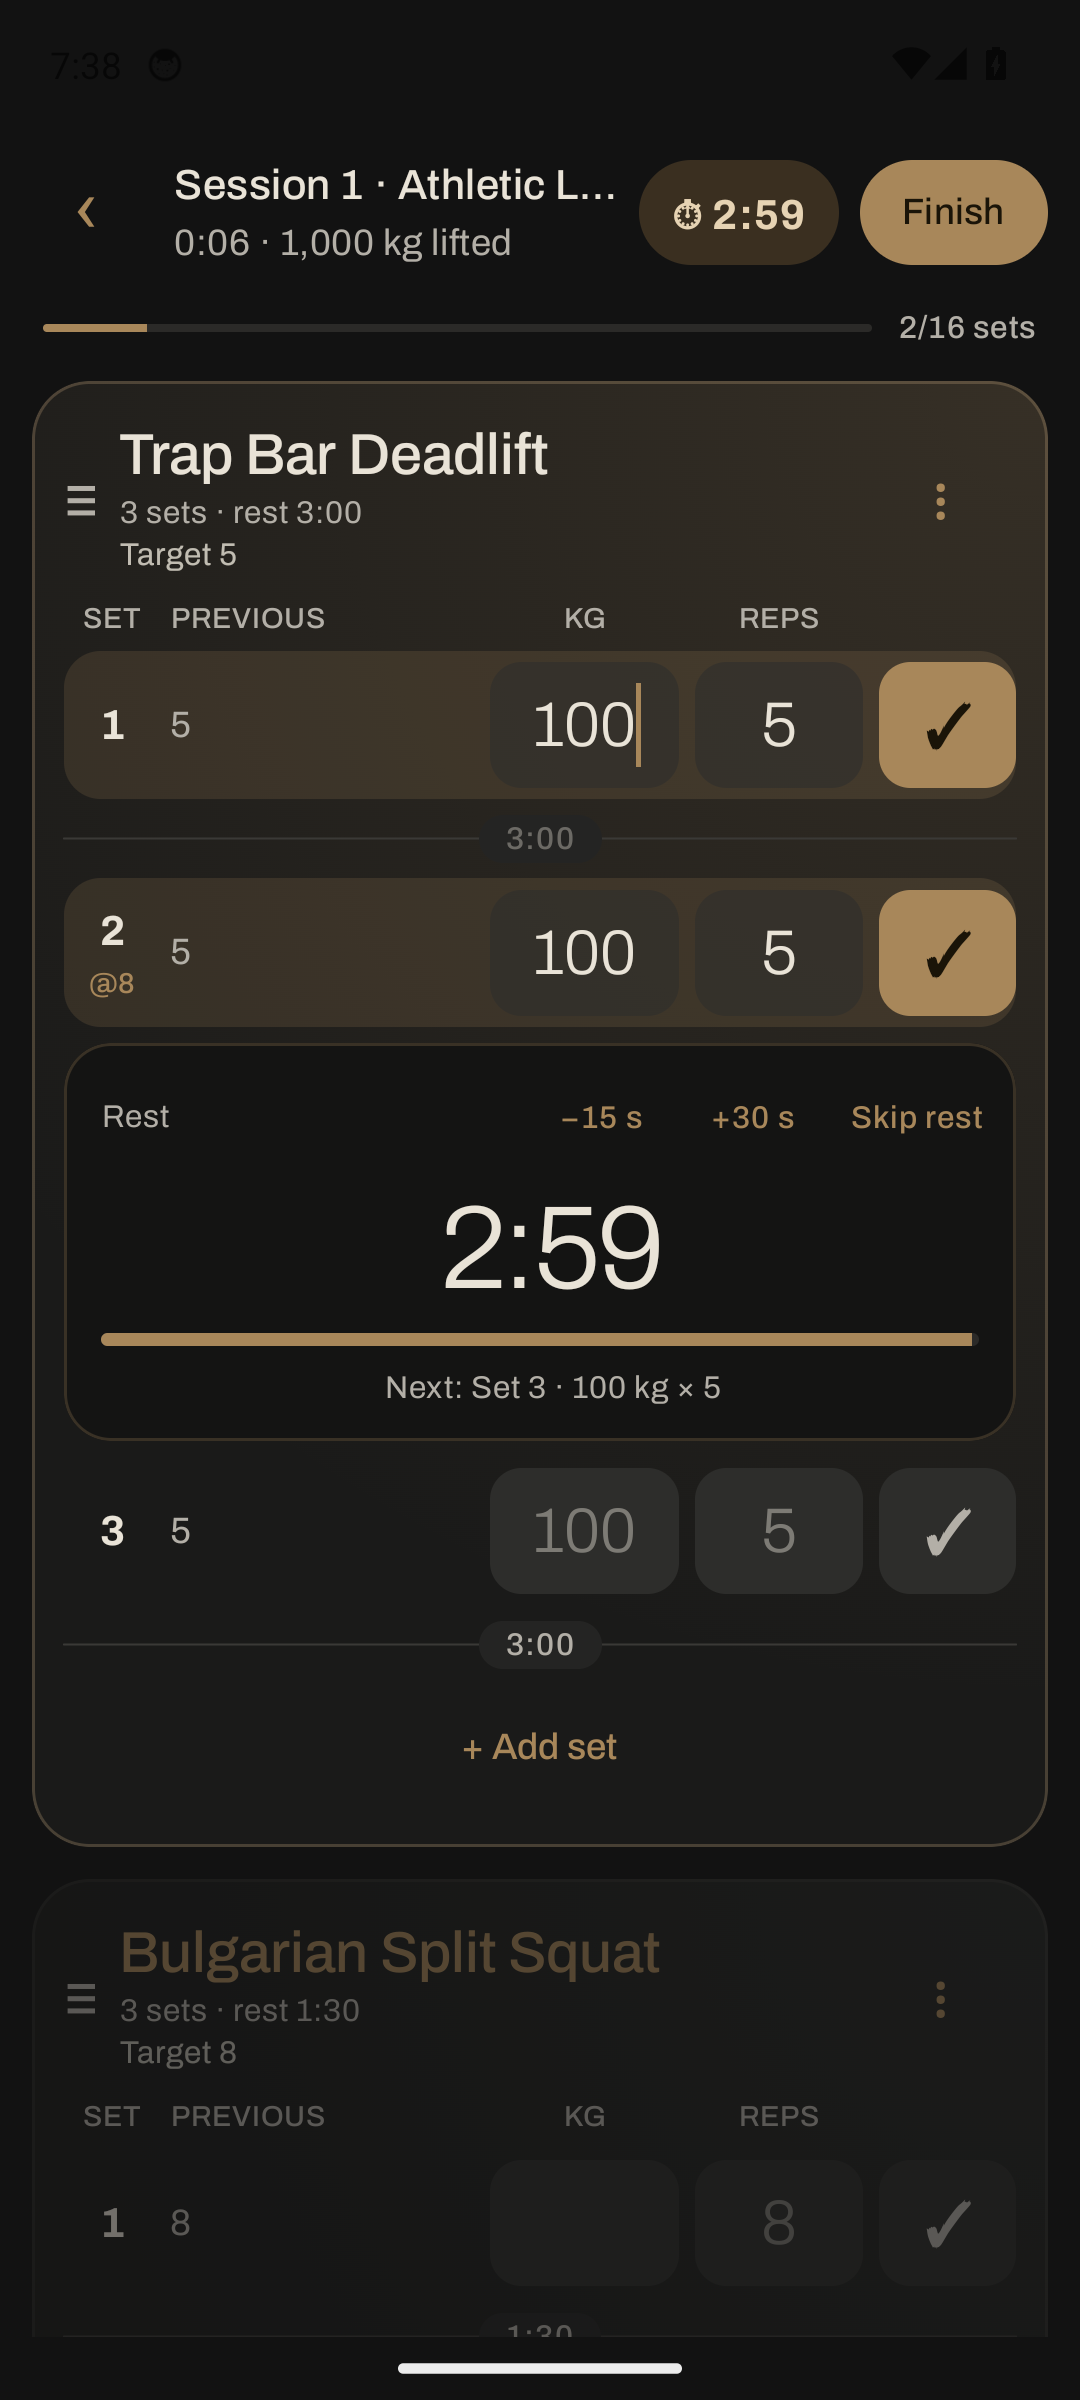 7:38
Session 1 · Athletic L...
0:06 · 1,000 kg lifted
2:59
Finish
2/16 sets
Trap Bar Deadlift
3 sets · rest 3:00
Target 5
SET PREVIOUS KG REPS
1 5 100 5 ✓
3:00
2 5 100 5 ✓
@8
Rest −15 s +30 s Skip rest
2:59
Next: Set 3 · 100 kg × 5
3 5 100 5 ✓
3:00
+ Add set
Bulgarian Split Squat
3 sets · rest 1:30
Target 8
SET PREVIOUS KG REPS
1 8 8 ✓
1:30